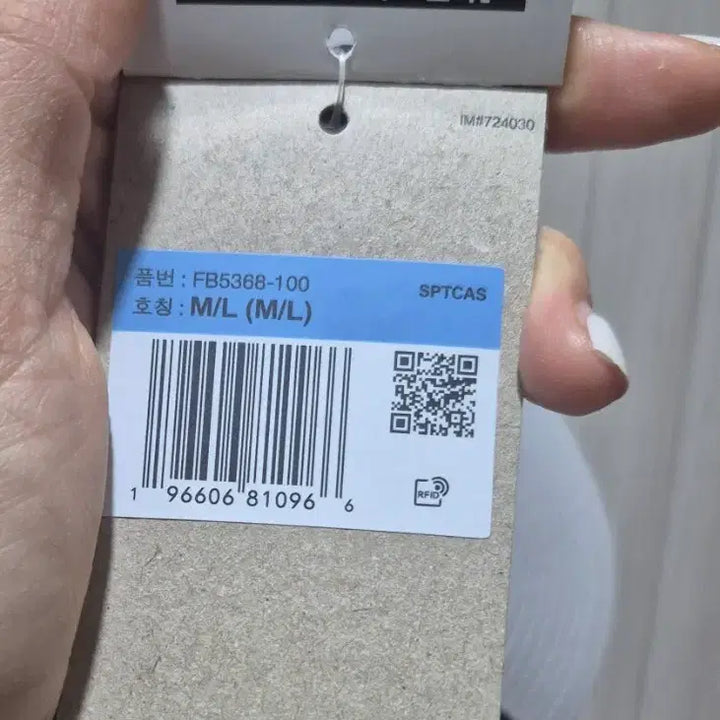 IM#724030
품번 : FB5368-100
SPTCAS
호칭 : M/L (M/L)
1 96606 81096 6
RFID